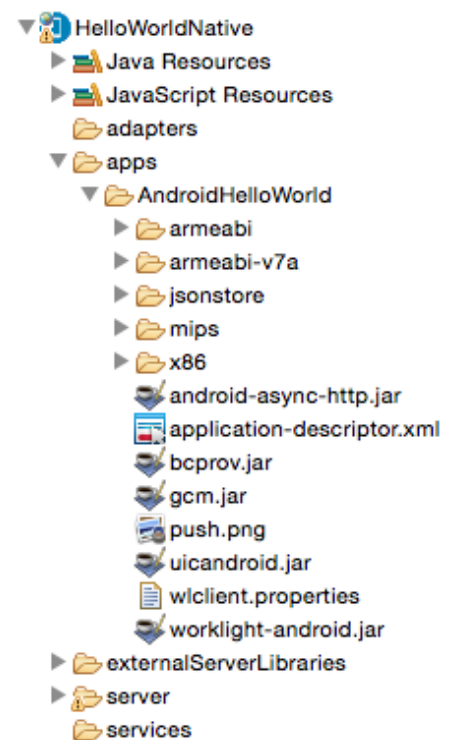 HelloWorldNative
Java Resources
JavaScript Resources
adapters
apps
AndroidHelloWorld
armeabi
armeabi-v7a
jsonstore
mips
x86
android-async-http.jar
application-descriptor.xml
bcprov.jar
gcm.jar
push.png
uicandroid.jar
wlclient.properties
worklight-android.jar
externalServerLibraries
server
services